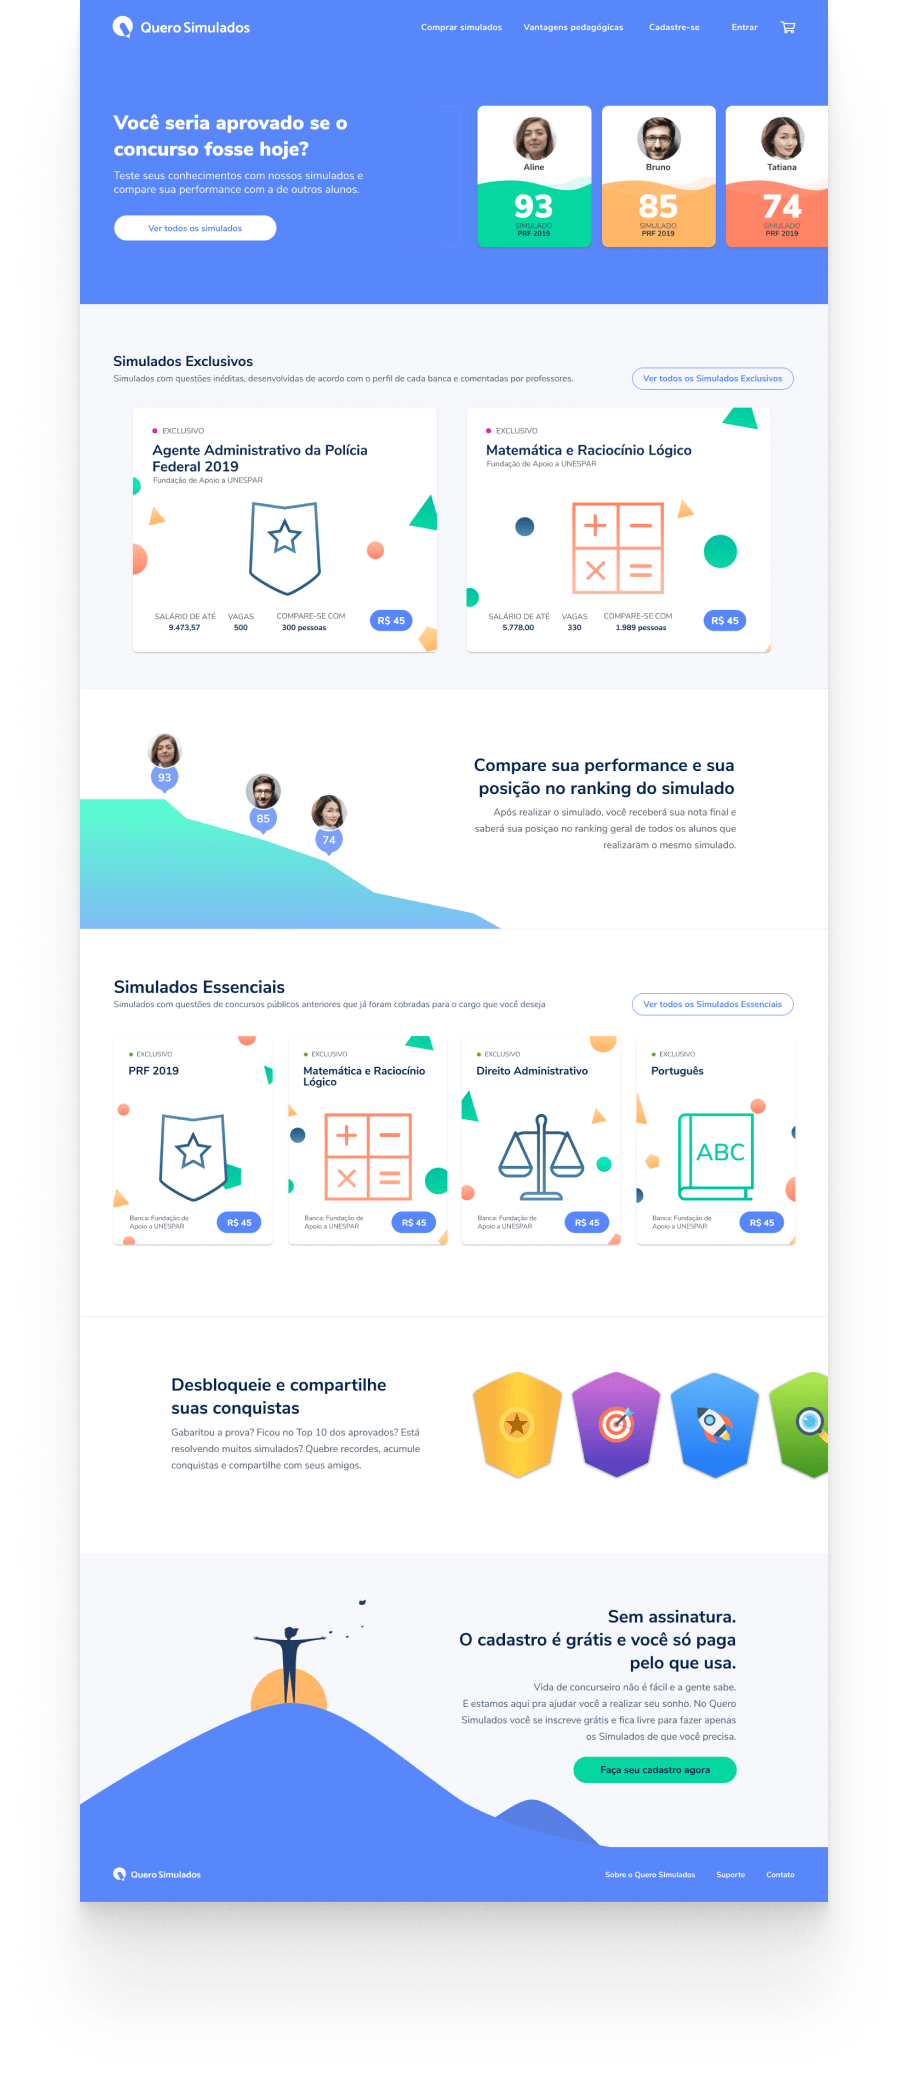 Quero Simulados
Comprar simulados
Vantagens pedagógicas
Cadastre-se
Entrar
Você seria aprovado se o
concurso fosse hoje?
Teste seus conhecimentos com nossos simulados e
compare sua performance com a de outros alunos.
Ver todos os simulados
Aline
93
SIMULADO
PRF 2019
Bruno
85
SIMULADO
PRF 2019
Tatiana
74
SIMULADO
PRF 2019
Simulados Exclusivos
Simulados com questões inéditas, desenvolvidas de acordo com o perfil de cada banca e comentadas por professores.
Ver todos os Simulados Exclusivos
EXCLUSIVO
Agente Administrativo da Polícia
Federal 2019
Fundação de Apoio a UNESPAR
SALÁRIO DE ATÉ
9.473,57
VAGAS
500
COMPARE-SE COM
300 pessoas
R$ 45
EXCLUSIVO
Matemática e Raciocínio Lógico
Fundação de Apoio a UNESPAR
SALÁRIO DE ATÉ
5.778,00
VAGAS
330
COMPARE-SE COM
1.989 pessoas
R$ 45
93
85
74
Compare sua performance e sua
posição no ranking do simulado
Após realizar o simulado, você receberá sua nota final e
saberá sua posiçao no ranking geral de todos os alunos que
realizaram o mesmo simulado.
Simulados Essenciais
Simulados com questões de concursos públicos anteriores que já foram cobradas para o cargo que você deseja
Ver todos os Simulados Essenciais
EXCLUSIVO
PRF 2019
Banca: Fundação de
Apoio a UNESPAR
R$ 45
EXCLUSIVO
Matemática e Raciocínio
Lógico
Banca: Fundação de
Apoio a UNESPAR
R$ 45
EXCLUSIVO
Direito Administrativo
Banca: Fundação de
Apoio a UNESPAR
R$ 45
EXCLUSIVO
Português
ABC
Banca: Fundação de
Apoio a UNESPAR
R$ 45
Desbloqueie e compartilhe
suas conquistas
Gabaritou a prova? Ficou no Top 10 dos aprovados? Está
resolvendo muitos simulados? Quebre recordes, acumule
conquistas e compartilhe com seus amigos.
Sem assinatura.
O cadastro é grátis e você só paga
pelo que usa.
Vida de concurseiro não é fácil e a gente sabe.
E estamos aqui pra ajudar você a realizar seu sonho. No Quero
Simulados você se inscreve grátis e fica livre para fazer apenas
os Simulados de que você precisa.
Faça seu cadastro agora
Quero Simulados
Sobre o Quero Simulados
Suporte
Contato